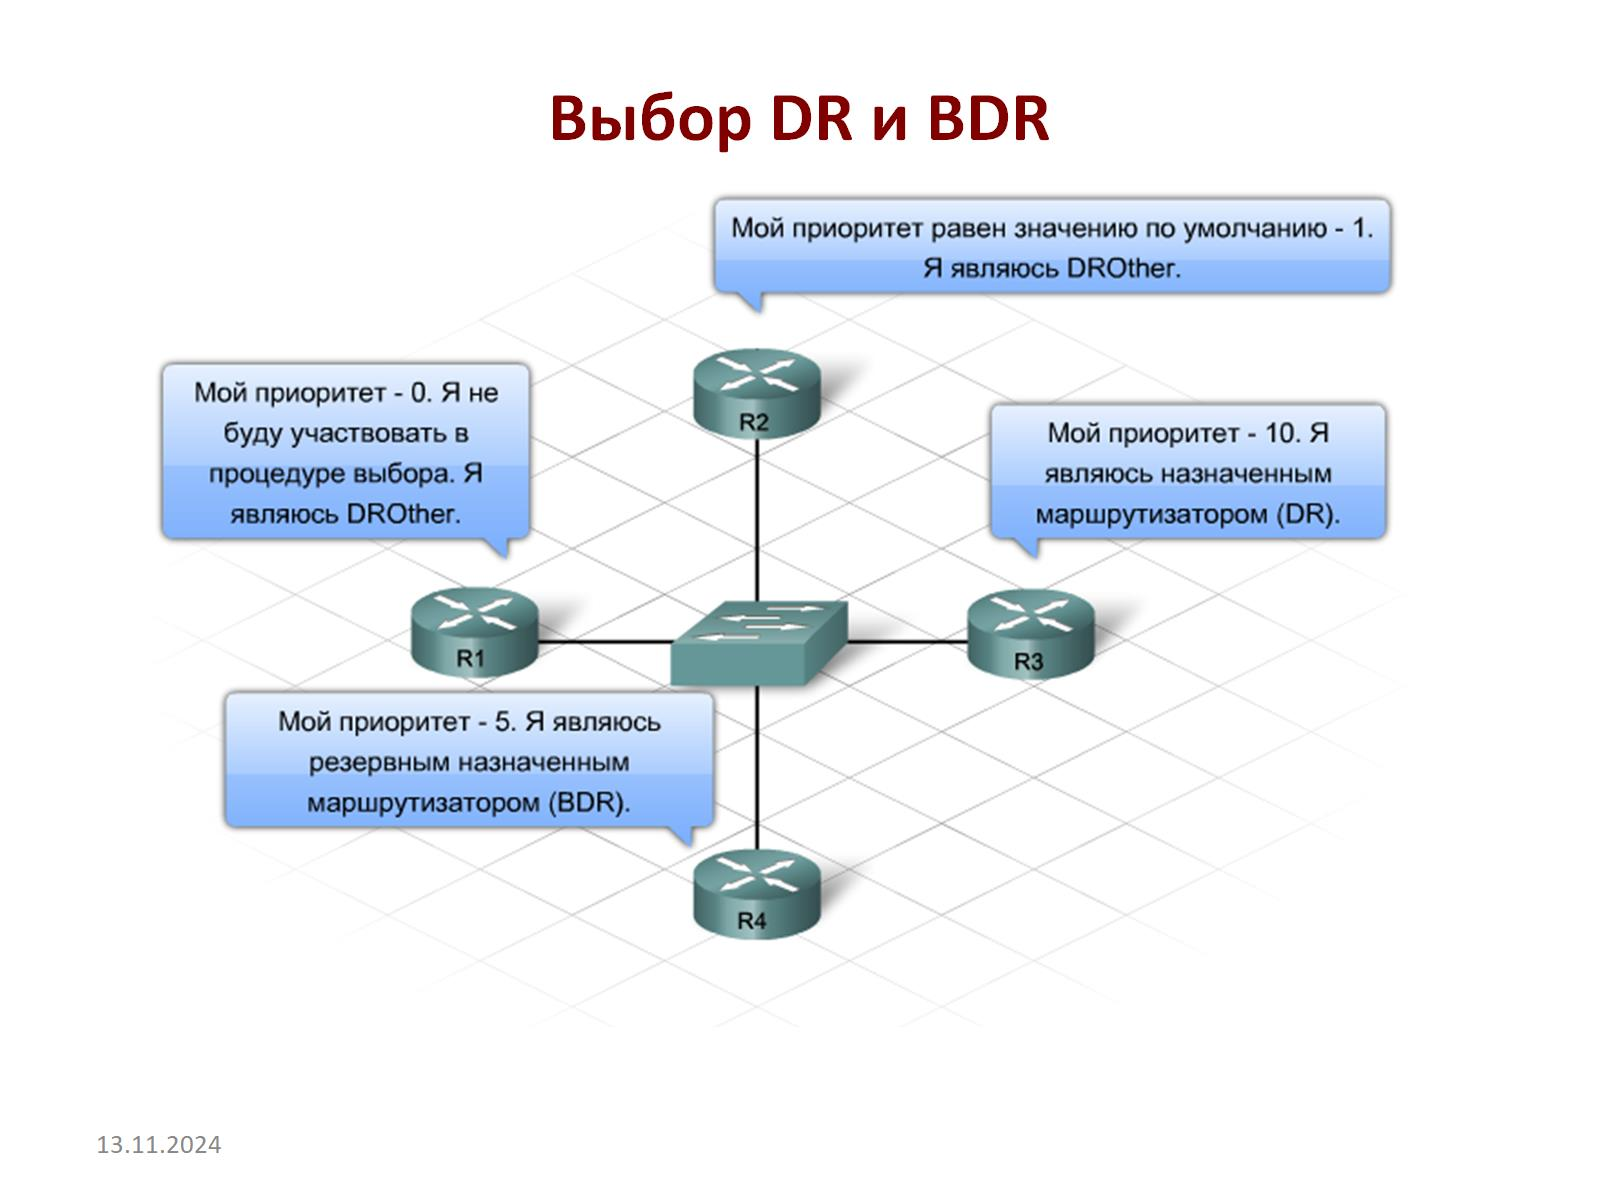 Выбор DR и BDR
Мой приоритет равен значению по умолчанию - 1.
Я являюсь DROther.
Мой приоритет - 0. Я не
буду участвовать в
процедуре выбора. Я
являюсь DROther.
R2
Мой приоритет - 10. Я
являюсь назначенным
маршрутизатором (DR).
R1
R3
Мой приоритет - 5. Я являюсь
резервным назначенным
маршрутизатором (BDR).
R4
13.11.2024